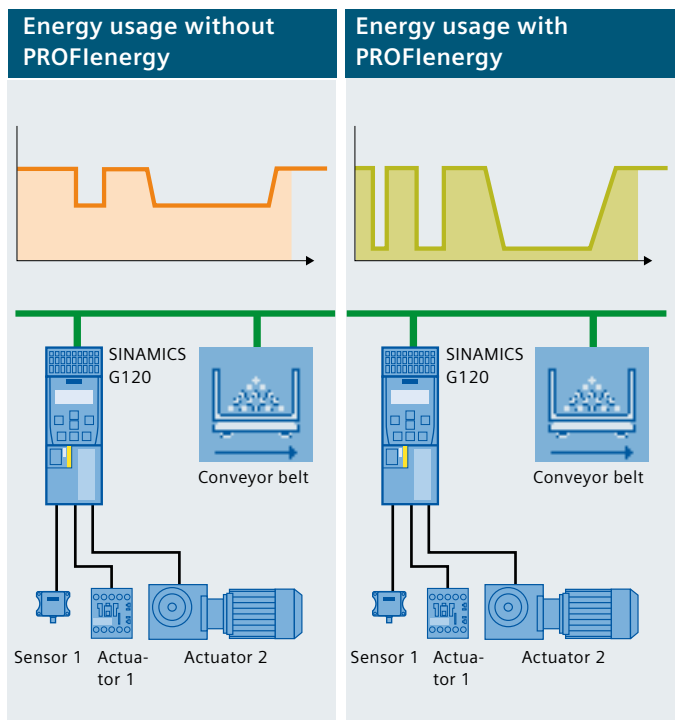 Energy usage without
PROFIenergy
Energy usage with
PROFIenergy
SINAMICS
G120
Conveyor belt
Sensor 1
Actua-
tor 1
Actuator 2
SINAMICS
G120
Conveyor belt
Sensor 1
Actua-
tor 1
Actuator 2